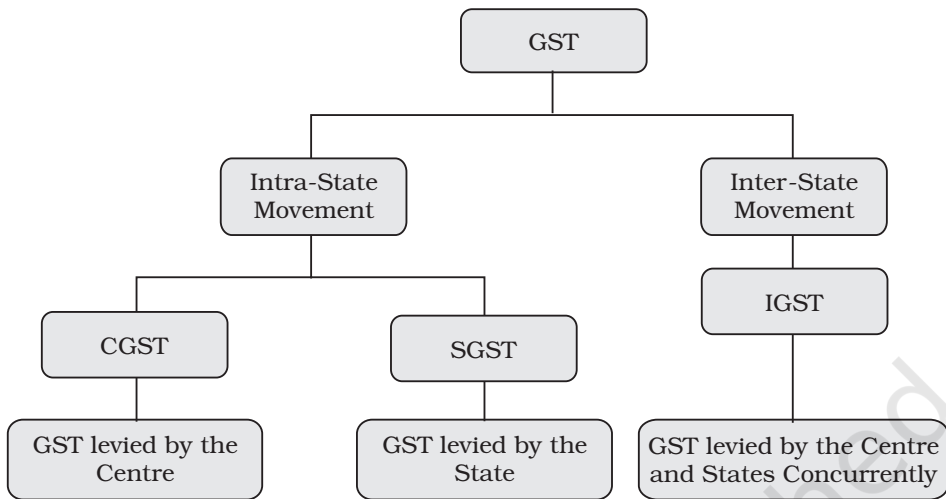 GST
Intra-State
Movement
Inter-State
Movement
CGST
SGST
IGST
GST levied by the
Centre
GST levied by the
State
GST levied by the Centre
and States Concurrently